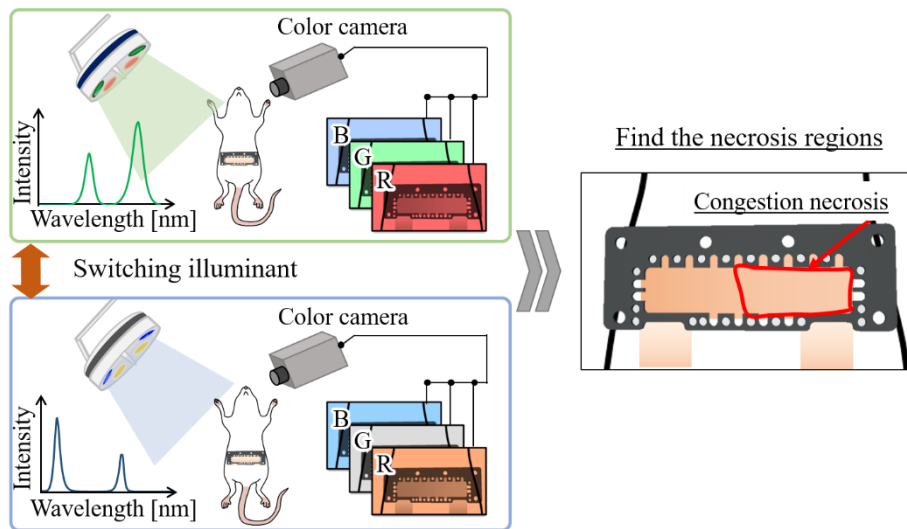 Color camera
Intensity
Wavelength [nm]
B
G
R
Switching illuminant
Color camera
Intensity
Wavelength [nm]
B
G
R
Find the necrosis regions
Congestion necrosis